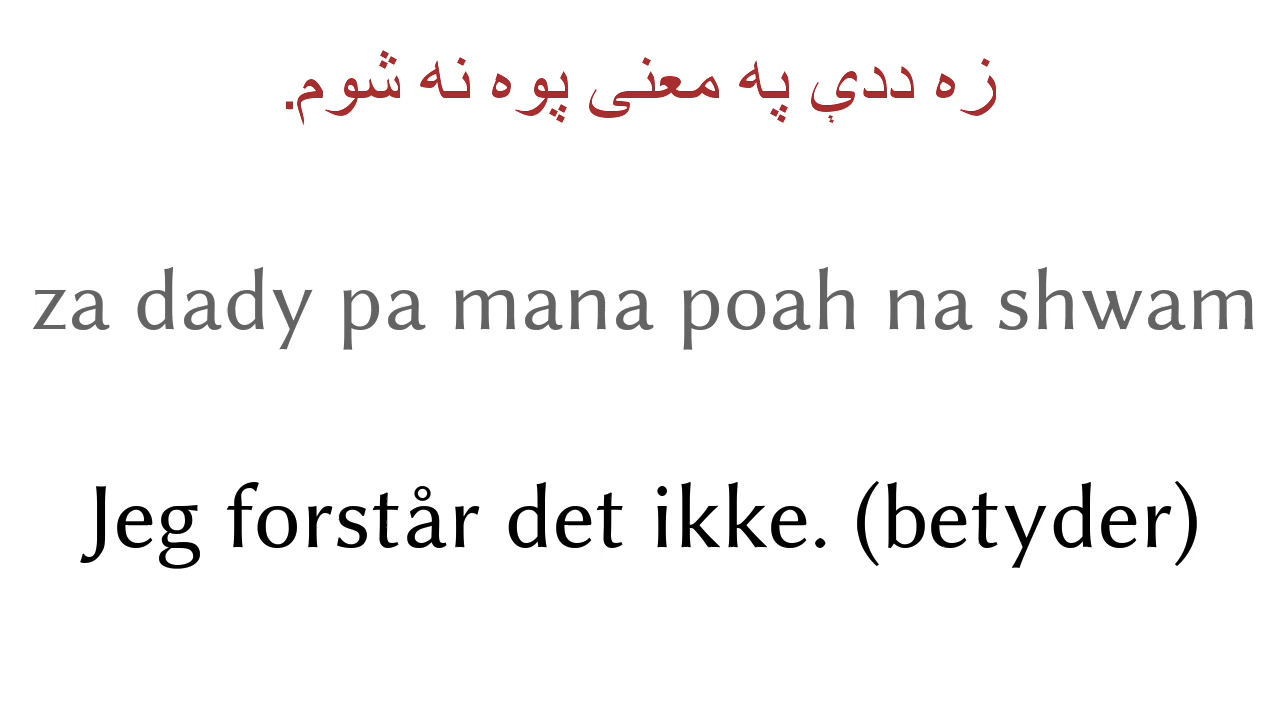 زه ددې په معنی پوه نه شوم.
za dady pa mana poah na shwam
Jeg forstår det ikke. (betyder)